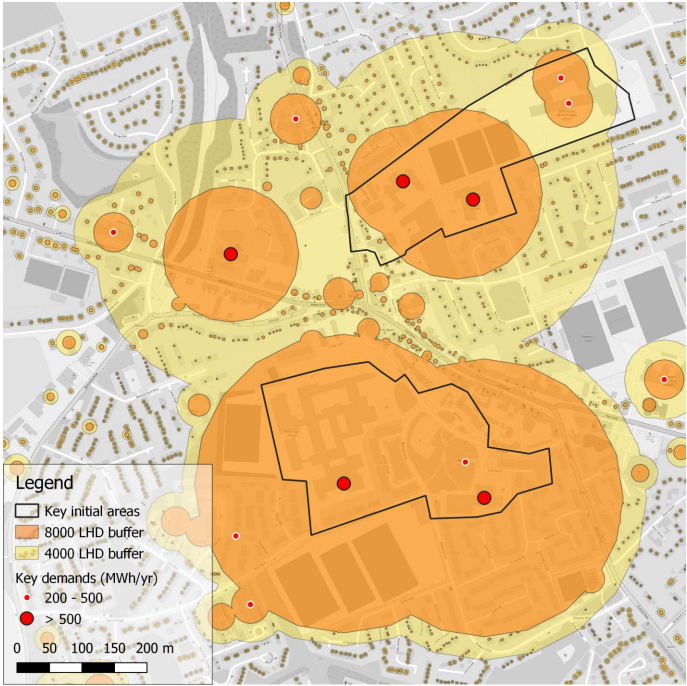 Legend
Key initial areas
8000 LHD buffer
4000 LHD buffer
Key demands (MWh/yr)
200 - 500
> 500
0 50 100 150 200 m